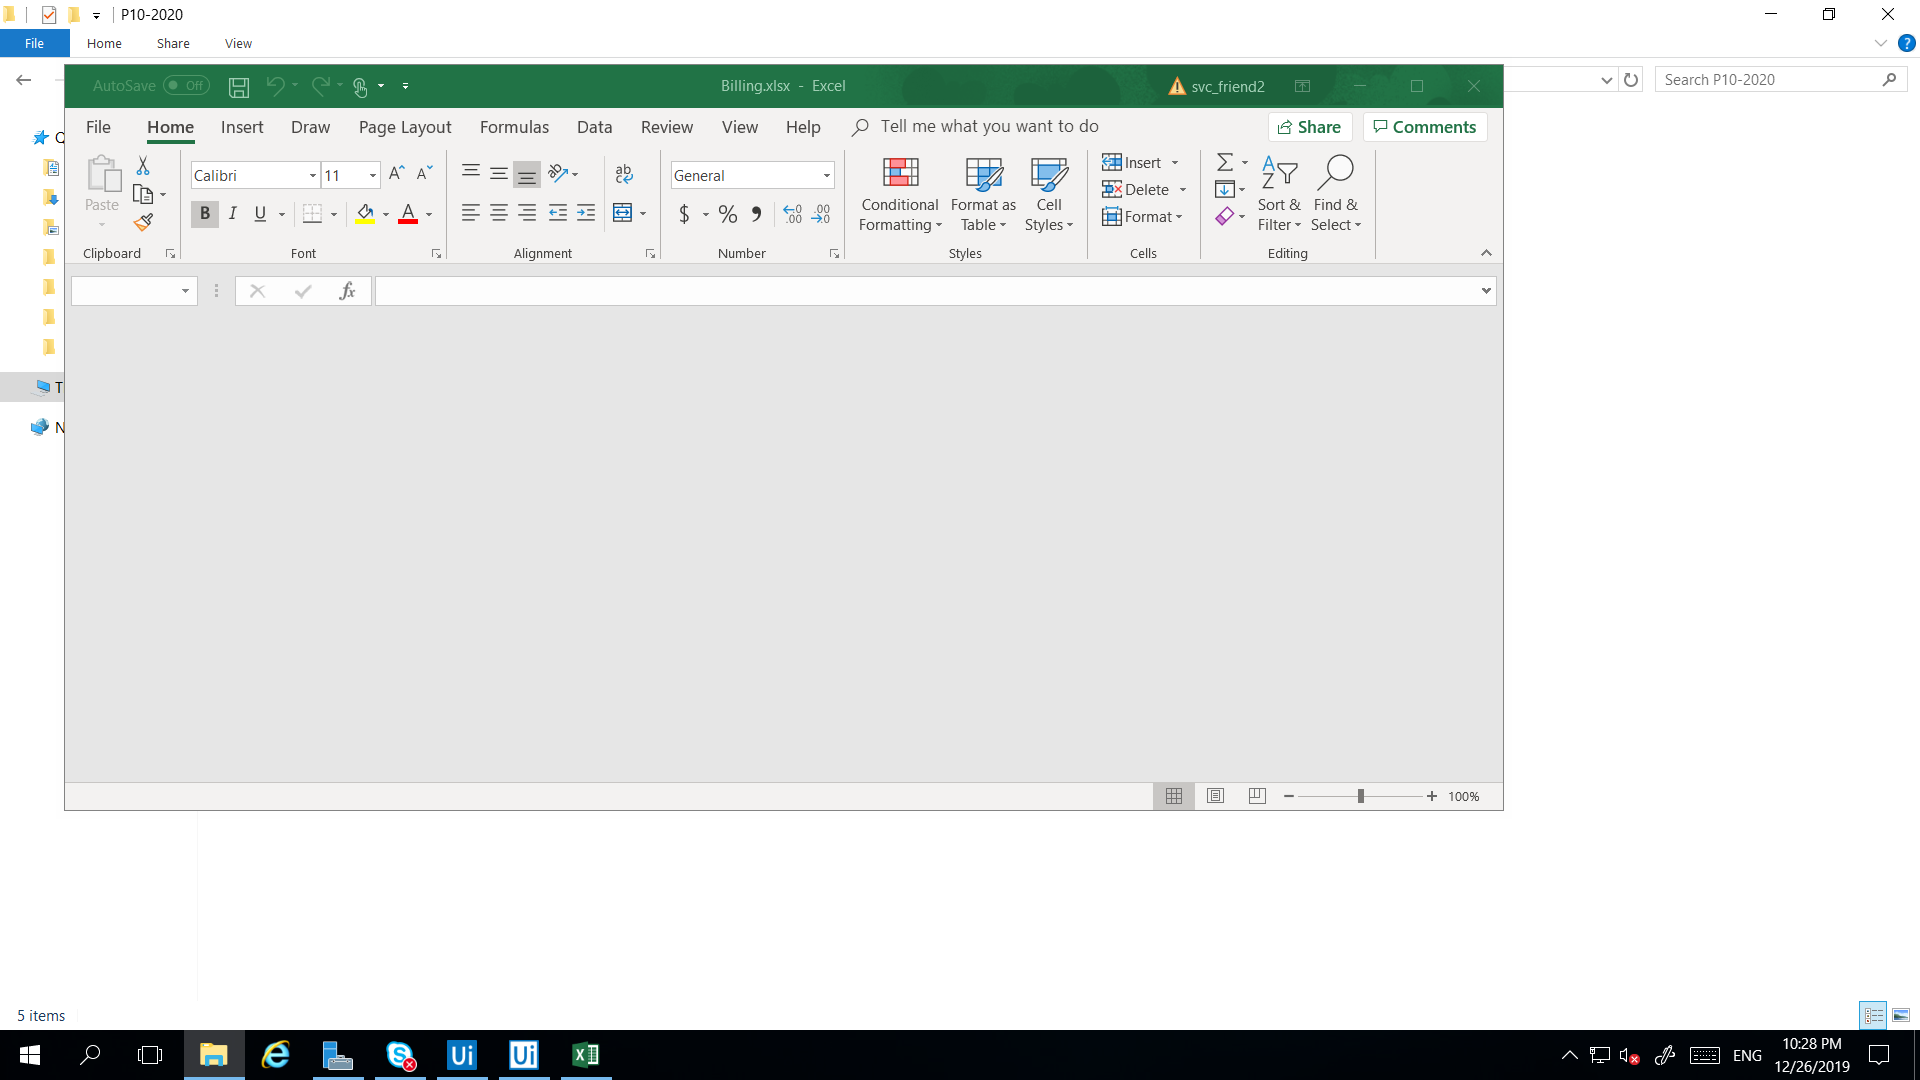 P10-2020
File Home Share View
AutoSave Off Billing.xlsx - Excel svc_friend2
Search P10-2020
File Home Insert Draw Page Layout Formulas Data Review View Help Tell me what you want to do Share Comments
Paste
Calibri 11
General
Conditional Formatting
Format as Table
Cell Styles
Insert
Delete
Format
Sort & Filter
Find & Select
Clipboard Font Alignment Number Styles Cells Editing
100%
5 items
ENG
10:28 PM
12/26/2019